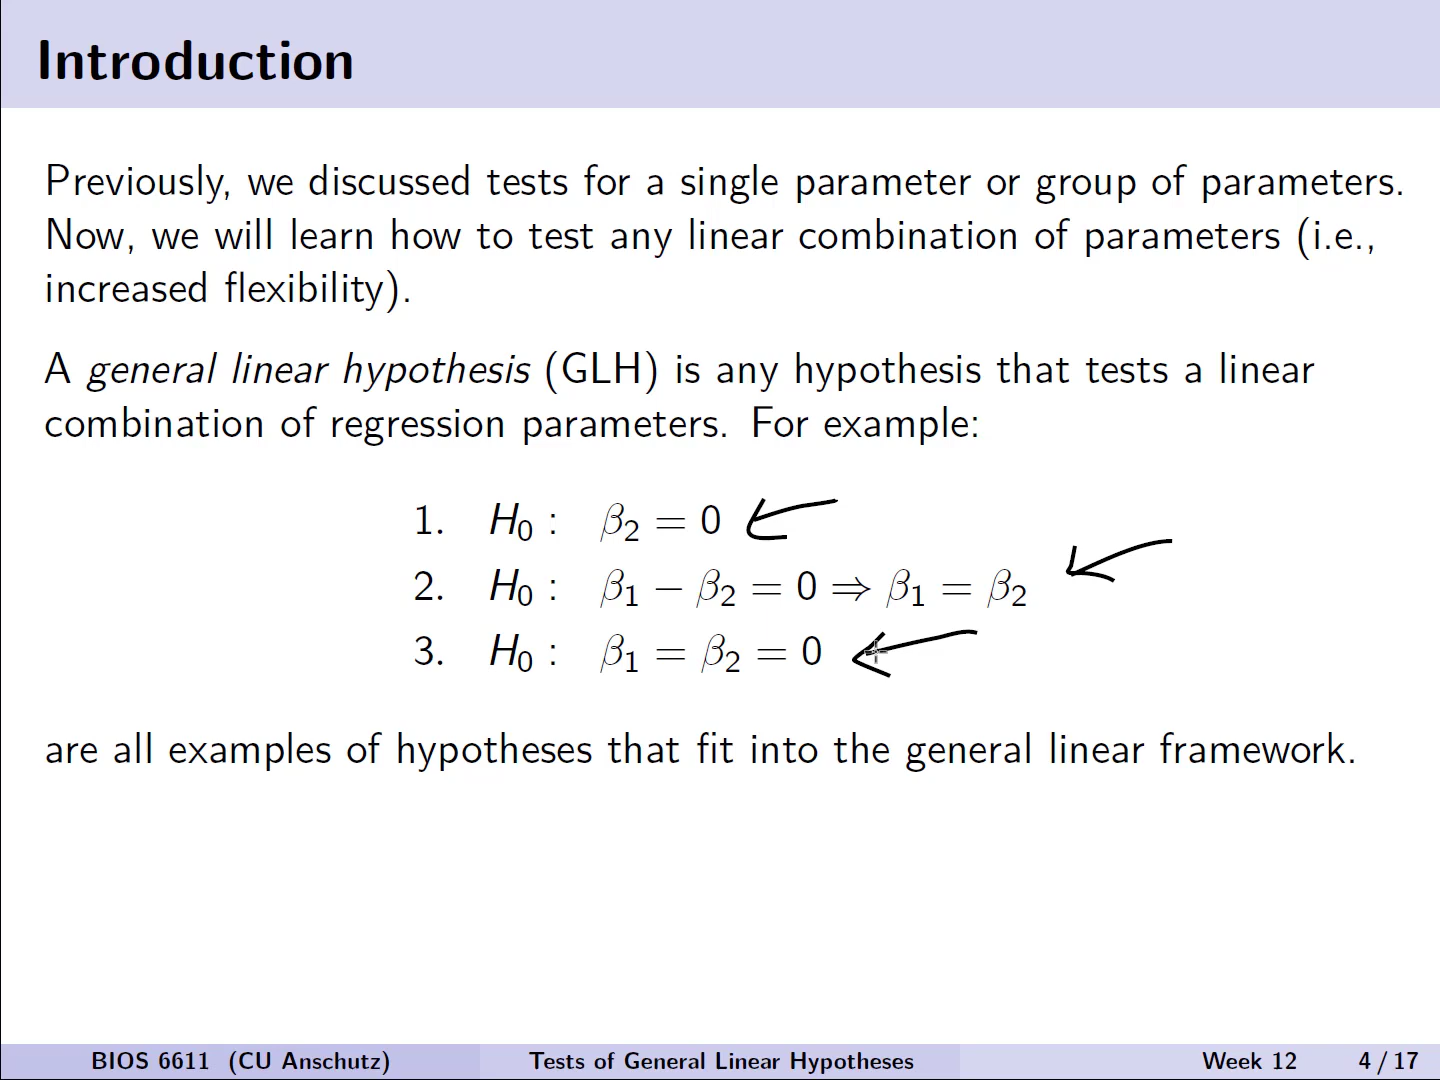 Introduction
Previously, we discussed tests for a single parameter or group of parameters.
Now, we will learn how to test any linear combination of parameters (i.e.,
increased flexibility).
A general linear hypothesis (GLH) is any hypothesis that tests a linear
combination of regression parameters. For example:
1. H₀ : β₂ = 0
2. H₀ : β₁ − β₂ = 0 ⇒ β₁ = β₂
3. H₀ : β₁ = β₂ = 0
are all examples of hypotheses that fit into the general linear framework.
BIOS 6611 (CU Anschutz) Tests of General Linear Hypotheses Week 12 4 / 17